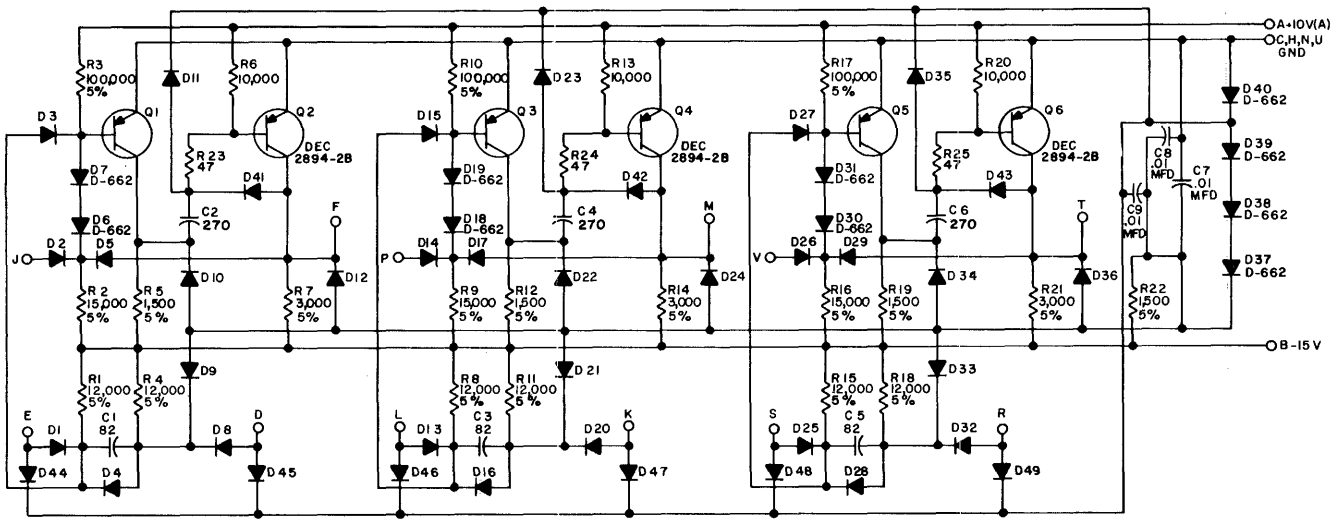 A+10V(A)
C,H,N,U
GND
R3
100,000
5%
D11
R6
10,000
Q1
Q2
D3
DEC
2894-2B
D7
D-662
R23
47
D41
D6
D-662
C2
270
F
J
D2
D5
D10
D12
R2
15,000
5%
R5
1,500
5%
R7
3,000
5%
D9
R1
12,000
5%
R4
12,000
5%
E
D1
C1
82
D8
D
D44
D4
D45
R10
100,000
5%
D23
R13
10,000
Q3
Q4
D15
DEC
2894-2B
D19
D-662
R24
47
D42
D18
D-662
C4
270
M
P
D14
D17
D22
D24
R9
15,000
5%
R12
1,500
5%
R14
3,000
5%
D21
R8
12,000
5%
R11
12,000
5%
L
D13
C3
82
D20
K
D46
D16
D47
R17
100,000
5%
D35
R20
10,000
Q5
Q6
D27
DEC
2894-2B
D31
D-662
R25
47
D43
D30
D-662
C6
270
T
V
D26
D29
D34
D36
R16
15,000
5%
R19
1,500
5%
R21
3,000
5%
D33
R15
12,000
5%
R18
12,000
5%
S
D25
C5
82
D32
R
D48
D28
D49
C8
.01
MFD
C7
.01
MFD
C9
.01
MFD
R22
1,500
5%
D40
D-662
D39
D-662
D38
D-662
D37
D-662
B-15V